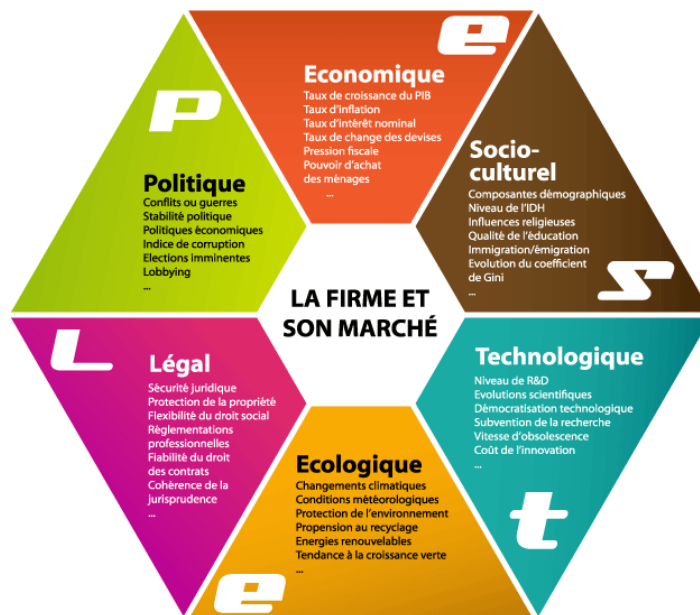 P
Politique
Conflits ou guerres
Stabilité politique
Politiques économiques
Indice de corruption
Elections imminentes
Lobbying
...
e
Economique
Taux de croissance du PIB
Taux d'inflation
Taux d'intérêt nominal
Taux de change des devises
Pression fiscale
Pouvoir d'achat
des ménages
...
Socio-
culturel
Composantes démographiques
Niveau de l'IDH
Influences religieuses
Qualité de l'éducation
Immigration/émigration
Evolution du coefficient
de Gini
...
s
LA FIRME ET
SON MARCHÉ
Technologique
Niveau de R&D
Evolutions scientifiques
Démocratisation technologique
Subvention de la recherche
Vitesse d'obsolescence
Coût de l'innovation
...
t
Ecologique
Changements climatiques
Conditions météorologiques
Protection de l'environnement
Propension au recyclage
Energies renouvelables
Tendance à la croissance verte
...
e
L
Légal
Sécurité juridique
Protection de la propriété
Flexibilité du droit social
Règlementations
professionnelles
Fiabilité du droit
des contrats
Cohérence de la
jurisprudence
...